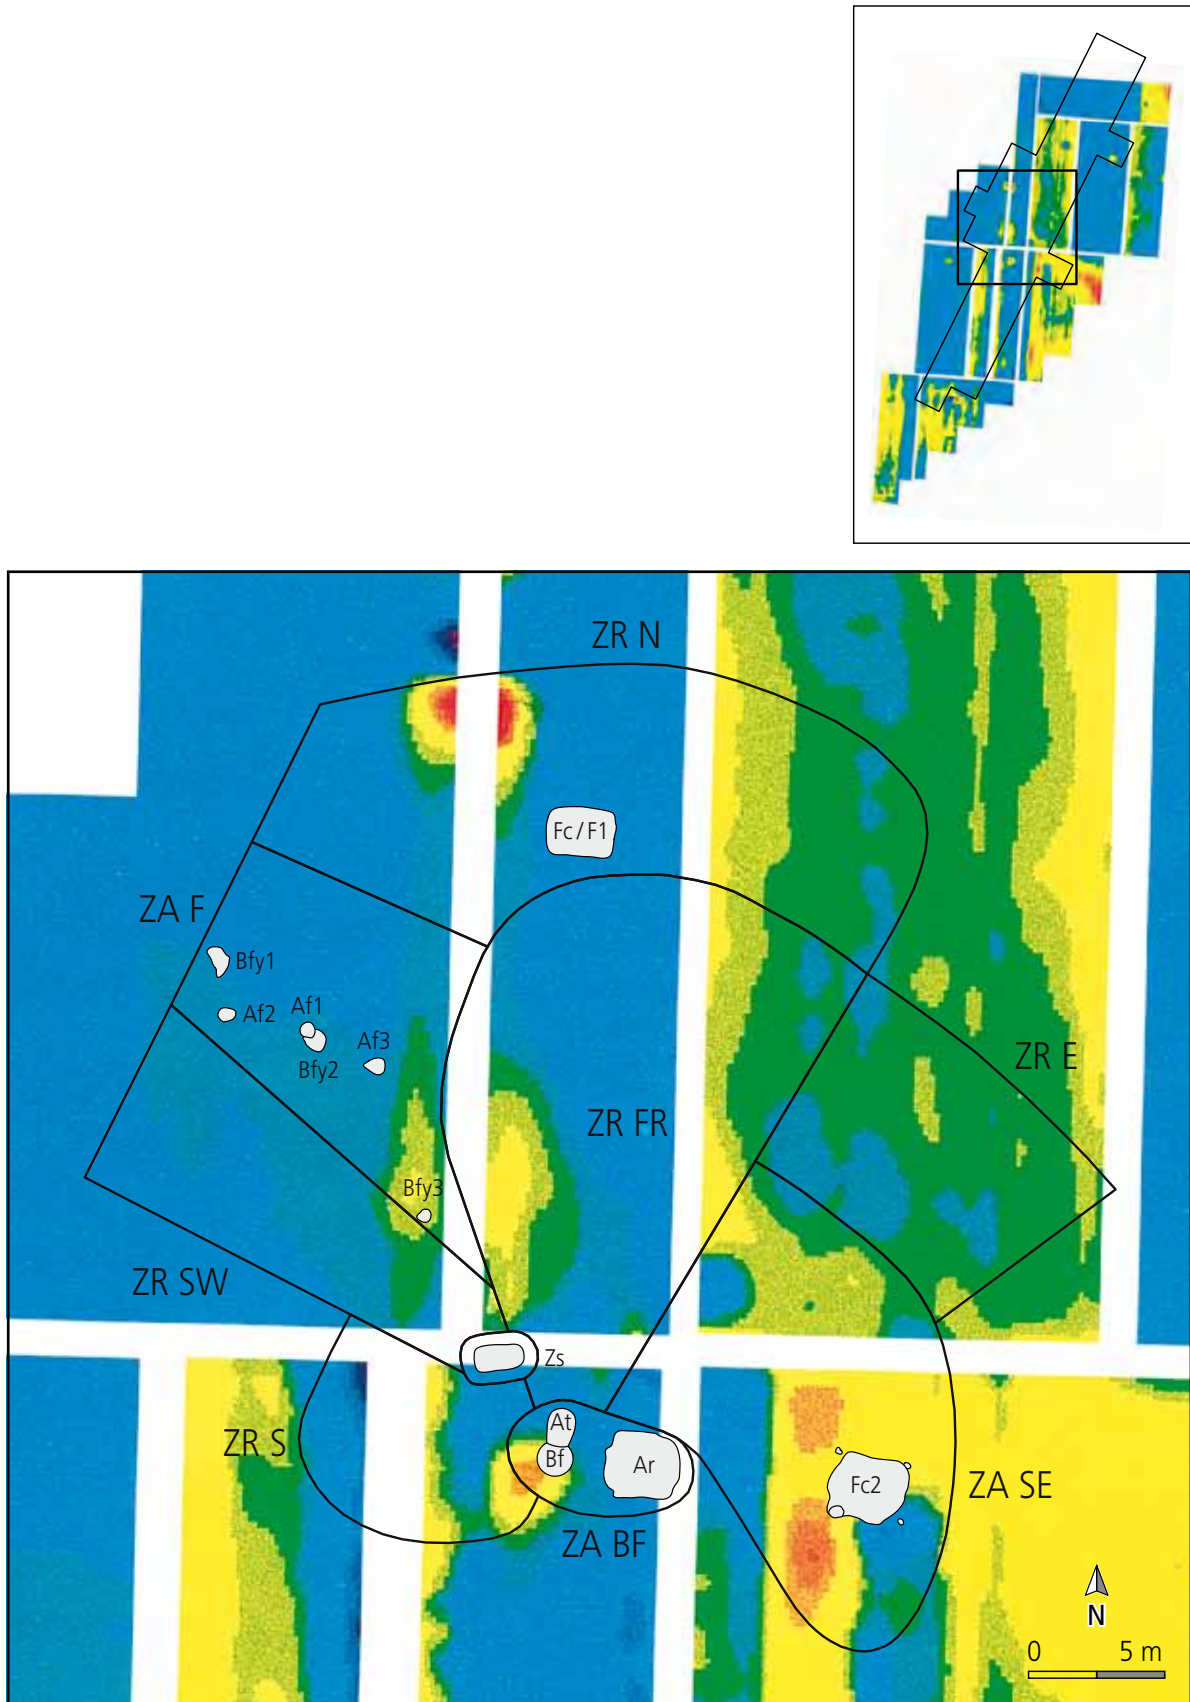 ZR N
Fc / F1
ZA F
Bfy1
Af2
Af1
Bfy2
Af3
ZR E
ZR FR
Bfy3
ZR SW
Zs
At
ZR S
Bf
Ar
Fc2
ZA SE
ZA BF
N
0 5 m